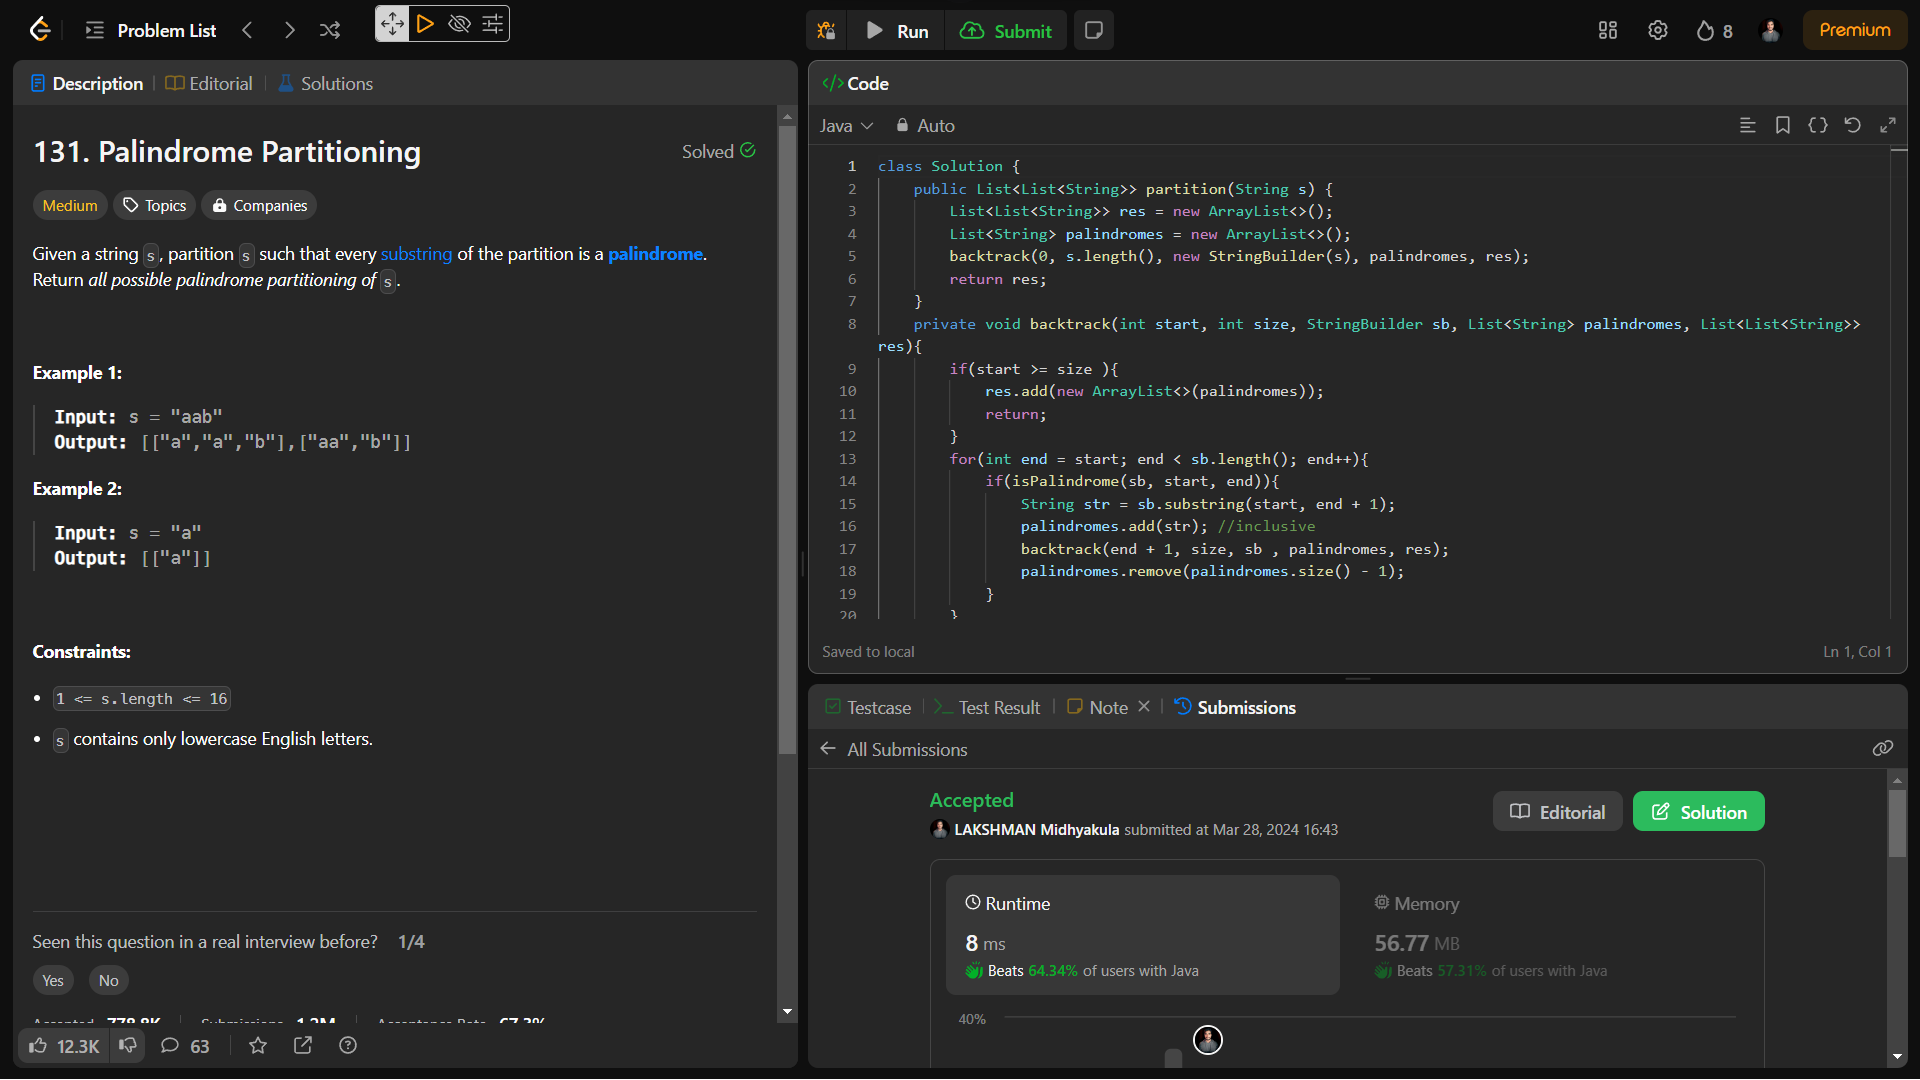 Problem List
Run
Submit
8
Premium
Description
Editorial
Solutions
131. Palindrome Partitioning
Solved
Medium
Topics
Companies
Given a string s, partition s such that every substring of the partition is a palindrome.
Return all possible palindrome partitioning of s.
Example 1:
Input: s = "aab"
Output: [["a","a","b"],["aa","b"]]
Example 2:
Input: s = "a"
Output: [["a"]]
Constraints:
• 1 <= s.length <= 16
• s contains only lowercase English letters.
Seen this question in a real interview before? 1/4
Yes
No
Accepted 778.8K
Submissions 1.2M
Acceptance Rate 67.3%
12.3K
63
</> Code
Java
Auto
1 class Solution {
2 public List<List<String>> partition(String s) {
3 List<List<String>> res = new ArrayList<>();
4 List<String> palindromes = new ArrayList<>();
5 backtrack(0, s.length(), new StringBuilder(s), palindromes, res);
6 return res;
7 }
8 private void backtrack(int start, int size, StringBuilder sb, List<String> palindromes, List<List<String>>
res){
9 if(start >= size ){
10 res.add(new ArrayList<>(palindromes));
11 return;
12 }
13 for(int end = start; end < sb.length(); end++){
14 if(isPalindrome(sb, start, end)){
15 String str = sb.substring(start, end + 1);
16 palindromes.add(str); //inclusive
17 backtrack(end + 1, size, sb , palindromes, res);
18 palindromes.remove(palindromes.size() - 1);
19 }
20 }
Saved to local
Ln 1, Col 1
Testcase
Test Result
Note
Submissions
All Submissions
Accepted
LAKSHMAN Midhyakula submitted at Mar 28, 2024 16:43
Editorial
Solution
Runtime
8 ms
Beats 64.34% of users with Java
Memory
56.77 MB
Beats 57.31% of users with Java
40%